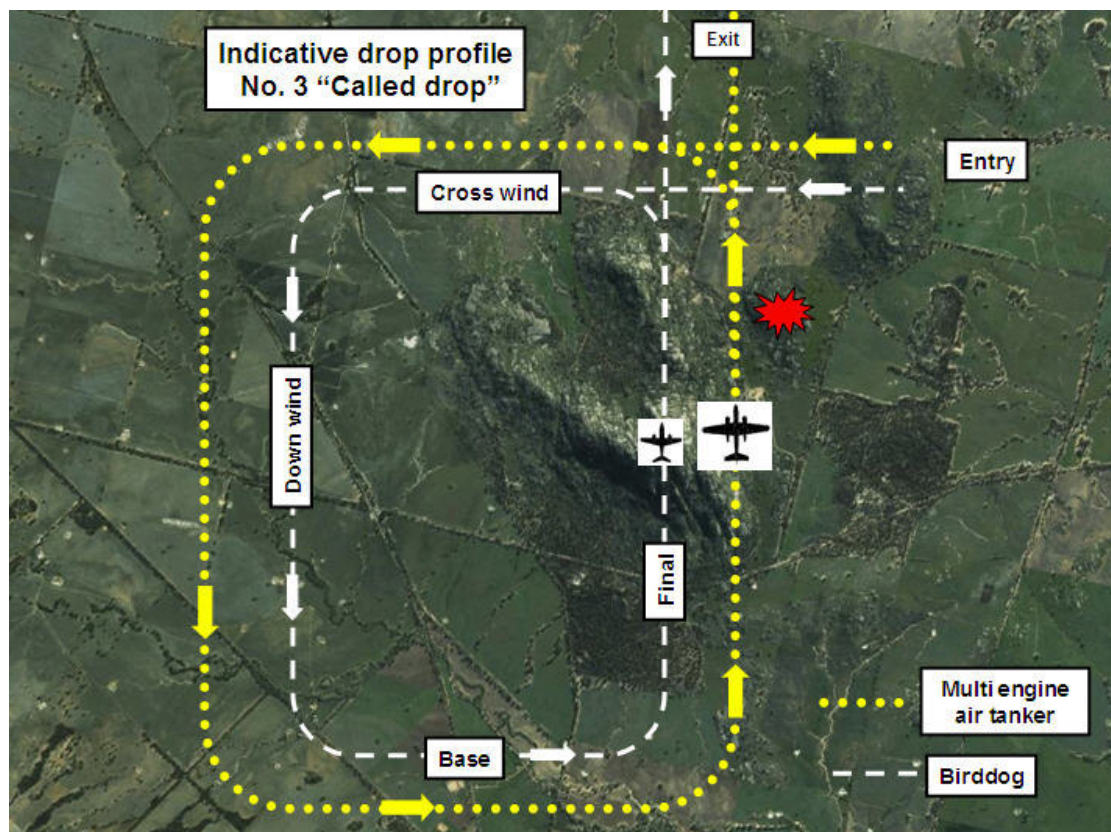 Indicative drop profile
No. 3 “Called drop”
Exit
Entry
Cross wind
Down wind
Final
Base
Multi engine
air tanker
Birddog